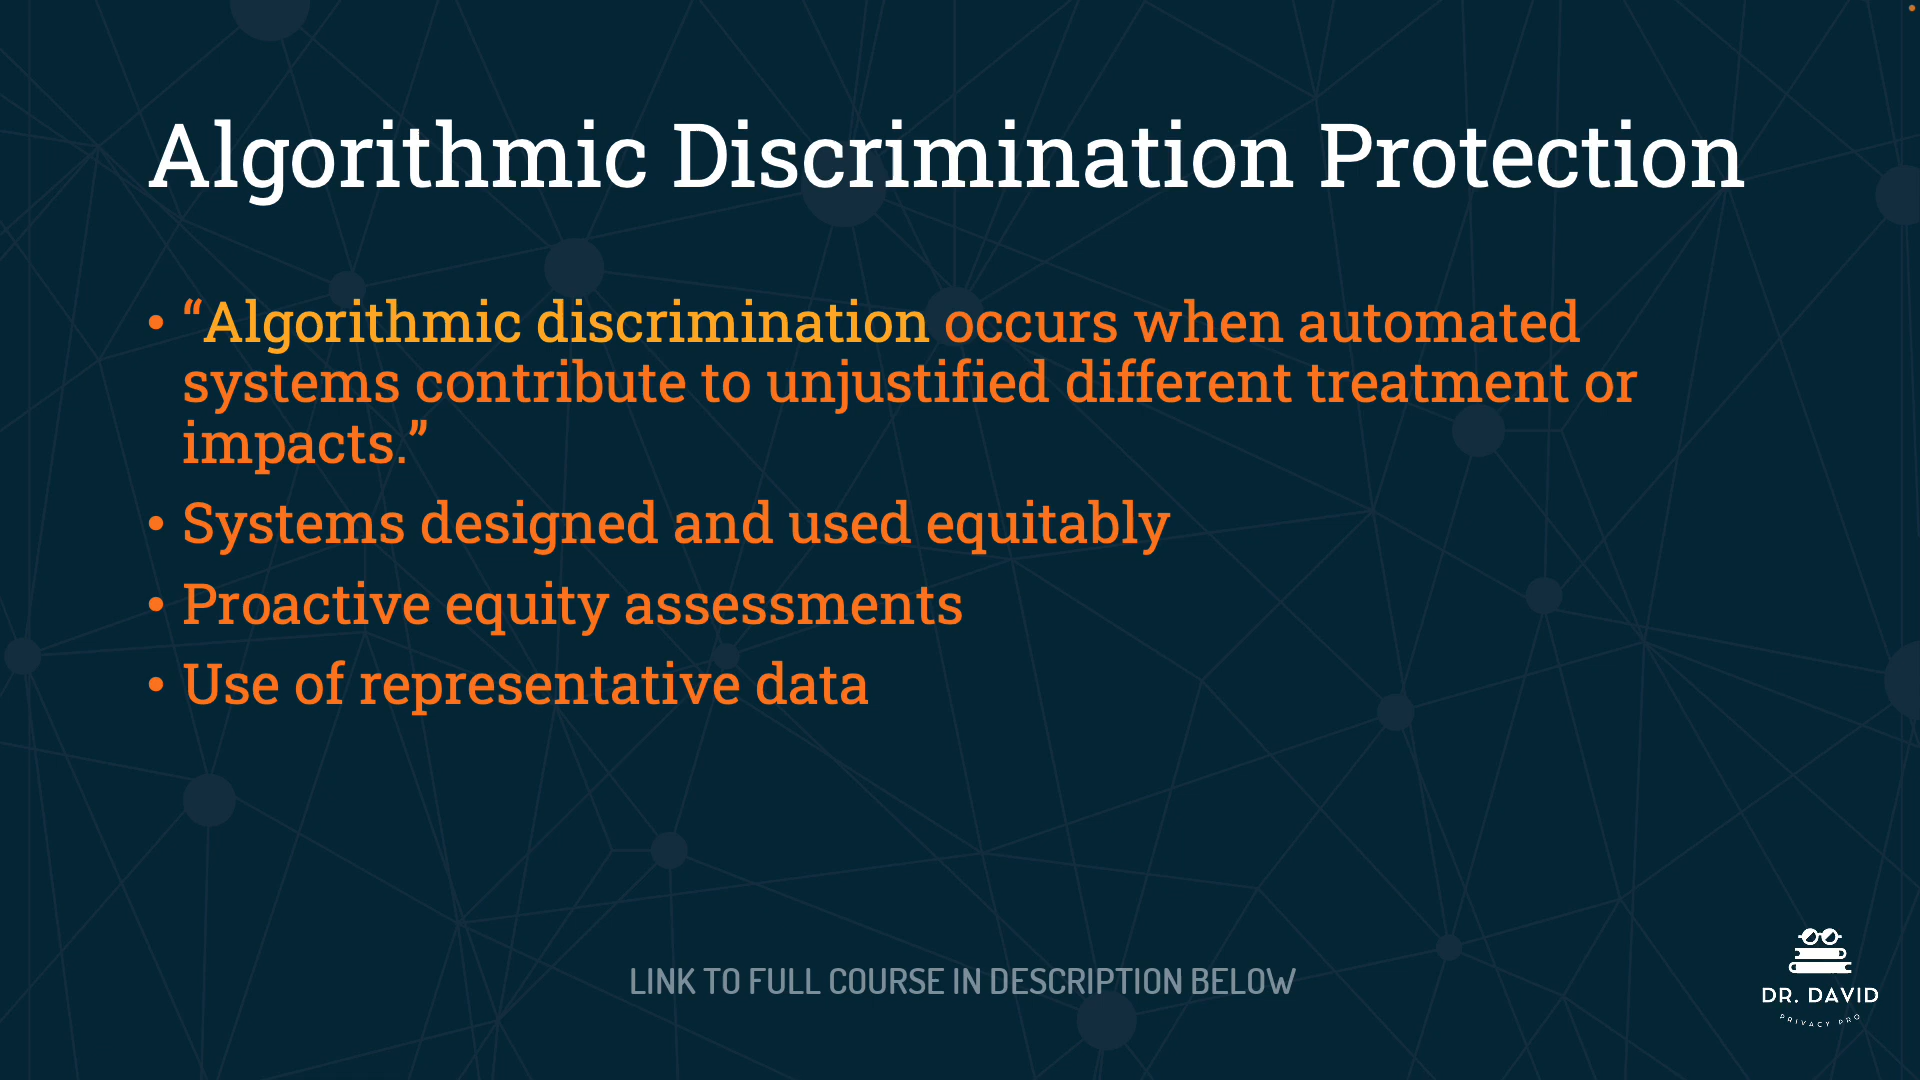 Algorithmic Discrimination Protection
• “Algorithmic discrimination occurs when automated
systems contribute to unjustified different treatment or
impacts.”
• Systems designed and used equitably
• Proactive equity assessments
• Use of representative data
LINK TO FULL COURSE IN DESCRIPTION BELOW
DR. DAVID
PRIVACY PRO